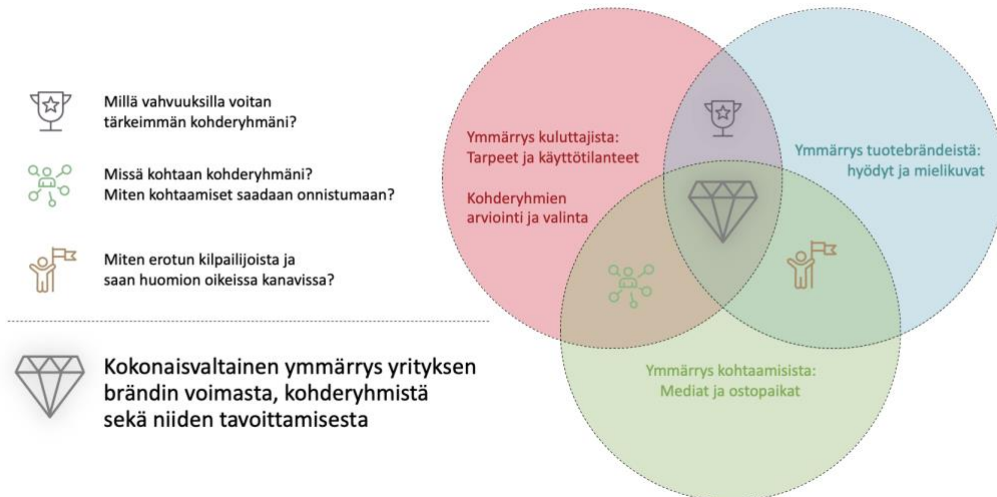 Millä vahvuuksilla voitan
tärkeimmän kohderyhmäni?
Missä kohtaan kohderyhmäni?
Miten kohtaamiset saadaan onnistumaan?
Miten erotun kilpailijoista ja
saan huomion oikeissa kanavissa?
Kokonaisvaltainen ymmärrys yrityksen
brändin voimasta, kohderyhmistä
sekä niiden tavoittamisesta
Ymmärrys kuluttajista:
Tarpeet ja käyttötilanteet
Kohderyhmien
arviointi ja valinta
Ymmärrys tuotebrändeistä:
hyödyt ja mielikuvat
Ymmärrys kohtaamisista:
Mediat ja ostopaikat